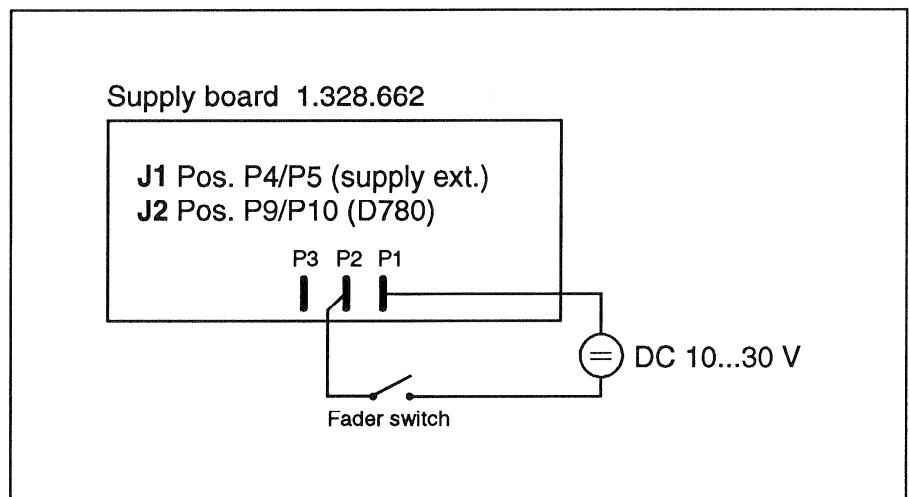 Supply board 1.328.662
J1 Pos. P4/P5 (supply ext.)
J2 Pos. P9/P10 (D780)
P3 P2 P1
DC 10...30 V
Fader switch